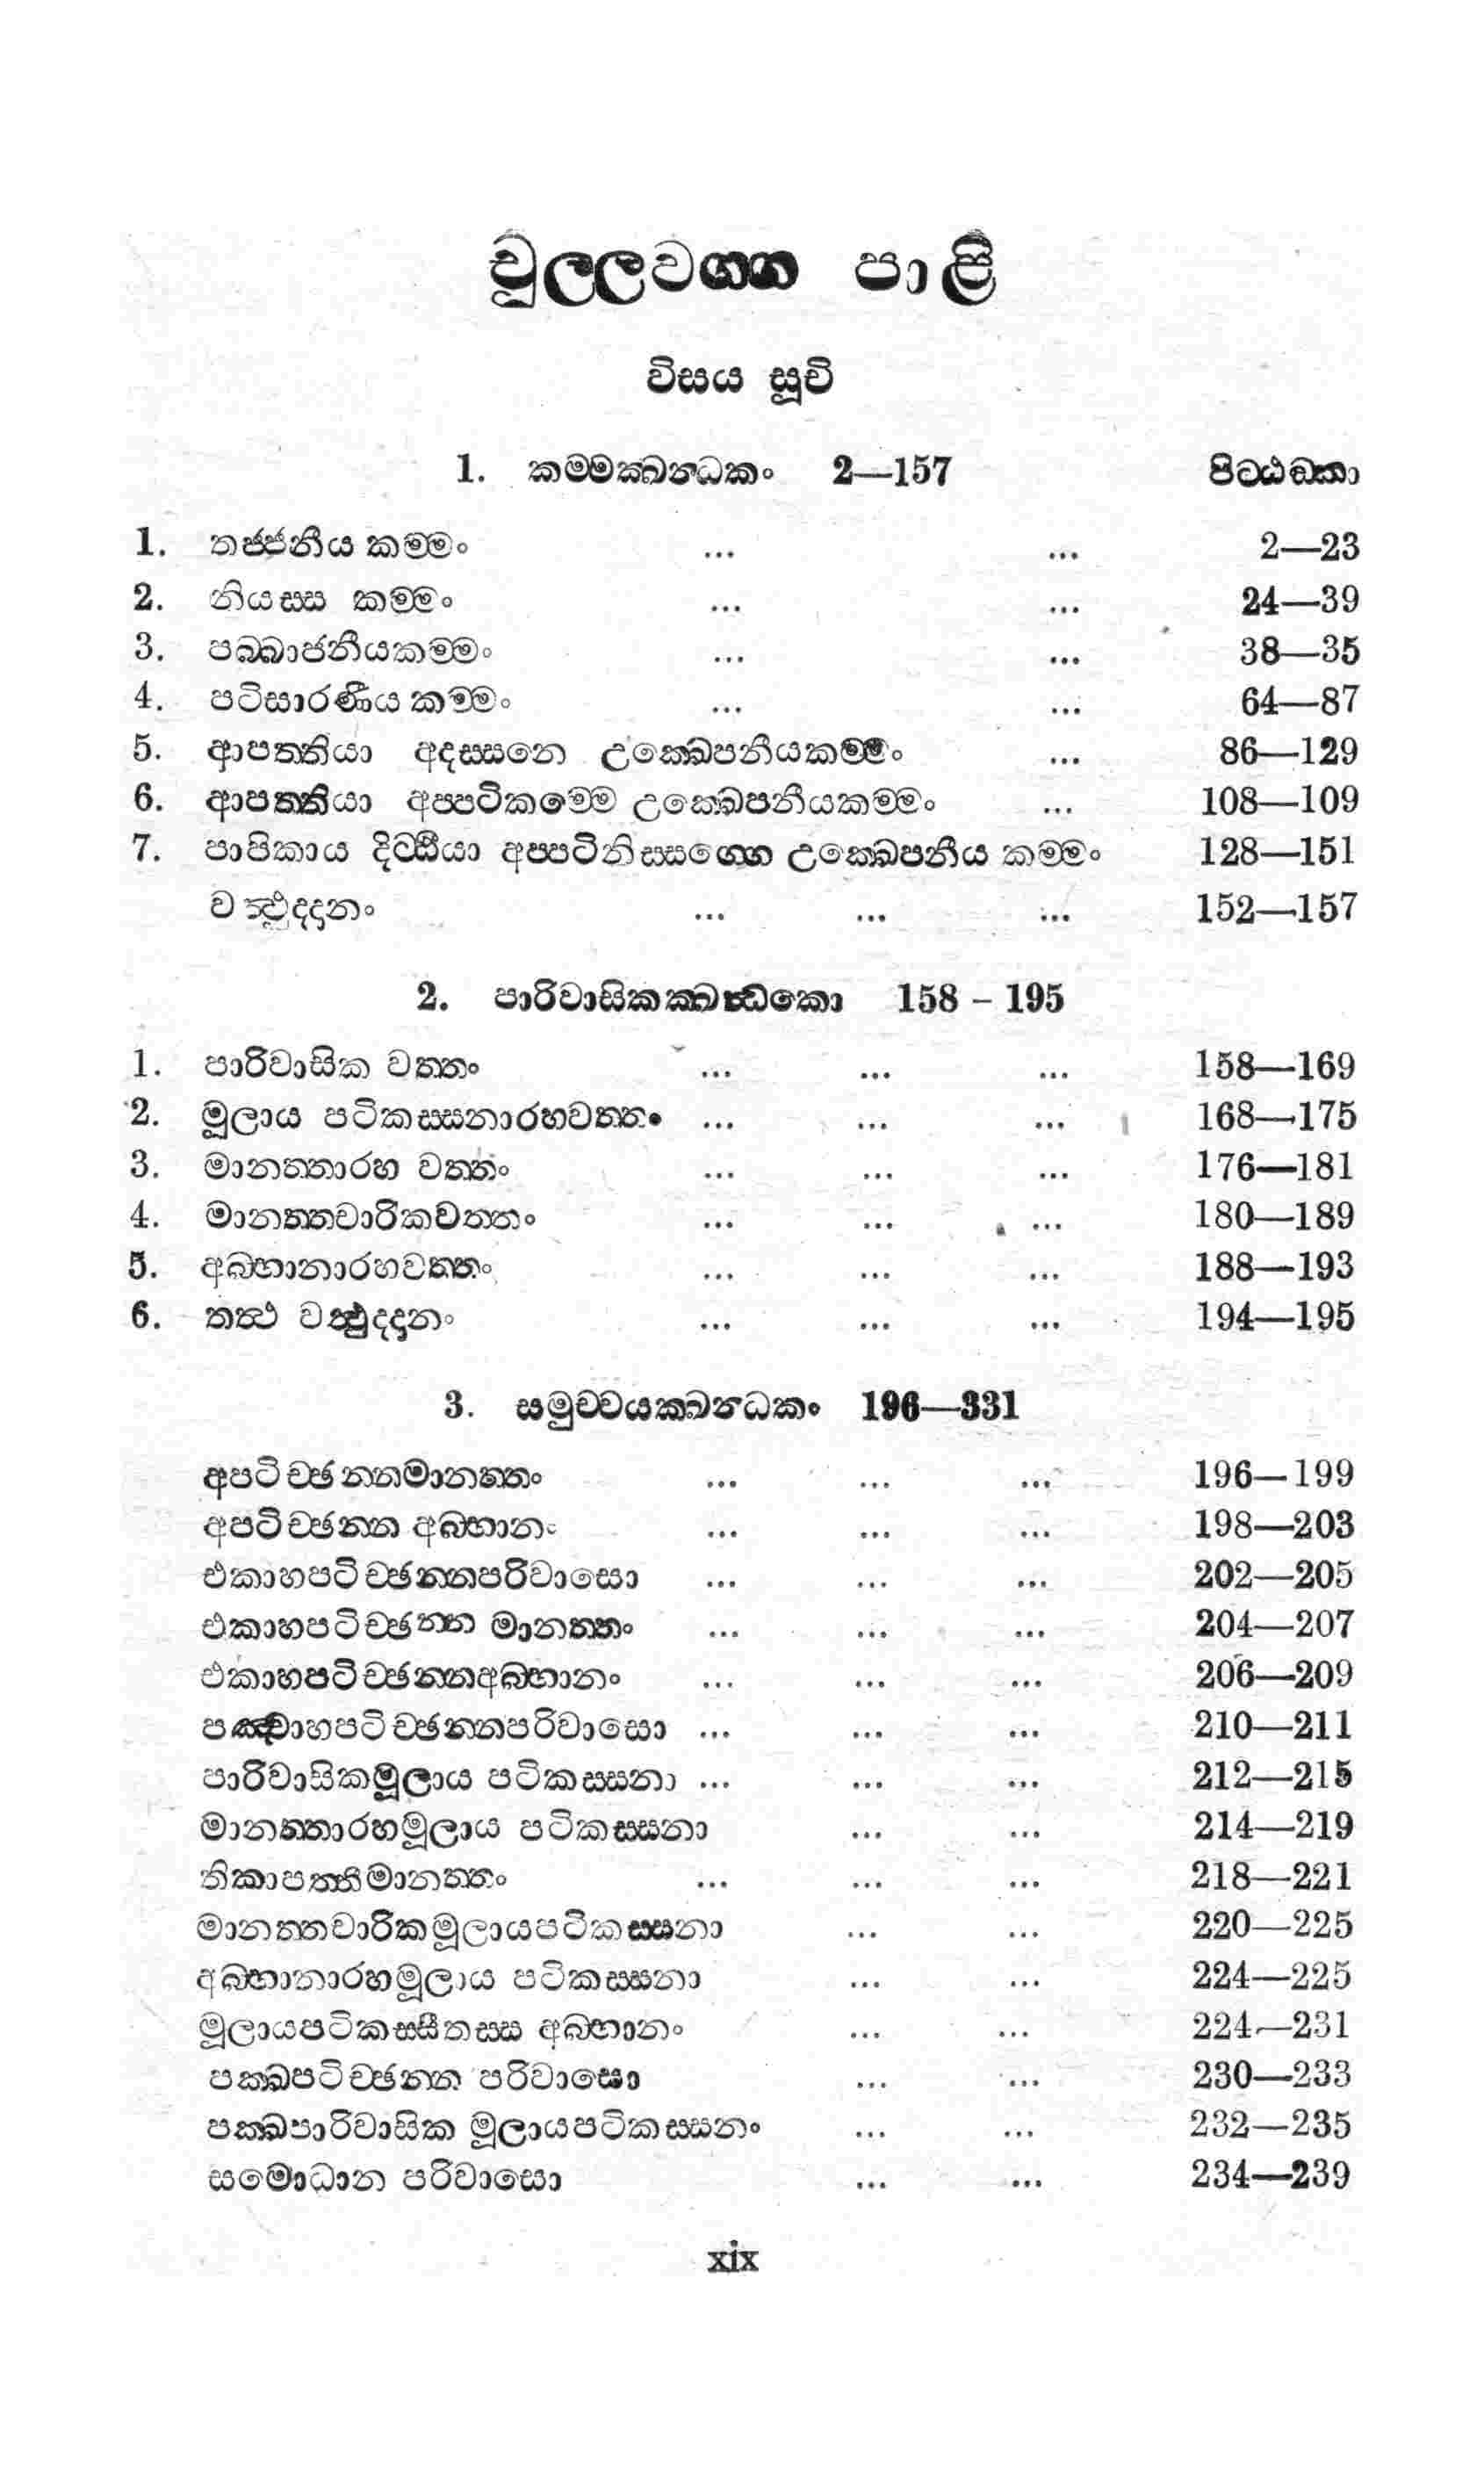 චූල්ලවග්ග පාළි
විසය සූචි
1. කම්මක්ඛන්ධකං 2—157 පිට්ඨඞ්කා
1. තජ්ජනීය කම්මං ... ... 2—23
2. නියස්ස කම්මං ... ... 24—39
3. පබ්බාජනීයකම්මං ... ... 38—35
4. පටිසාරණීය කම්මං ... ... 64—87
5. ආපත්තියා අදස්සනෙ උක්ඛෙපනීයකම්මං ... 86—129
6. ආපත්තියා අප්පටිකම්මෙ උක්ඛෙපනීයකම්මං ... 108—109
7. පාපිකාය දිට්ඨියා අප්පටිනිස්සග්ගෙ උක්ඛෙපනීය කම්මං 128—151
වත්ථුද්දානං ... ... ... 152—157
2. පාරිවාසිකක්ඛන්ධකො 158 – 195
1. පාරිවාසික වත්තං ... ... ... 158—169
2. මූලාය පටිකස්සනාරහවත්තං ... ... ... 168—175
3. මානත්තාරහ වත්තං ... ... ... 176—181
4. මානත්තචාරිකවත්තං ... ... ... 180—189
5. අබ්භානාරහවත්තං ... ... ... 188—193
6. තත්‍ථ වත්ථුද්දානං ... ... ... 194—195
3. සමුච්චයක්ඛන්ධකං 196—331
අපටිච්ඡන්නමානත්තං ... ... ... 196—199
අපටිච්ඡන්න අබ්භානං ... ... ... 198—203
එකාහපටිච්ඡන්නපරිවාසො ... ... ... 202—205
එකාහපටිච්ඡන්න මානත්තං ... ... ... 204—207
එකාහපටිච්ඡන්නඅබ්භානං ... ... ... 206—209
පඤ්චාහපටිච්ඡන්නපරිවාසො ... ... ... 210—211
පාරිවාසිකමූලාය පටිකස්සනා ... ... ... 212—215
මානත්තාරහමූලාය පටිකස්සනා ... ... 214—219
තිකාපත්තිමානත්තං ... ... ... 218—221
මානත්තචාරිකමූලායපටිකස්සනා ... ... 220—225
අබ්භානාරහමූලාය පටිකස්සනා ... ... 224—225
මූලායපටිකස්සිතස්ස අබ්භානං ... ... 224—231
පක්ඛපටිච්ඡන්න පරිවාසො ... ... 230—233
පක්ඛපාරිවාසික මූලායපටිකස්සනං ... ... 232—235
සමොධාන පරිවාසො ... ... 234—239
xix